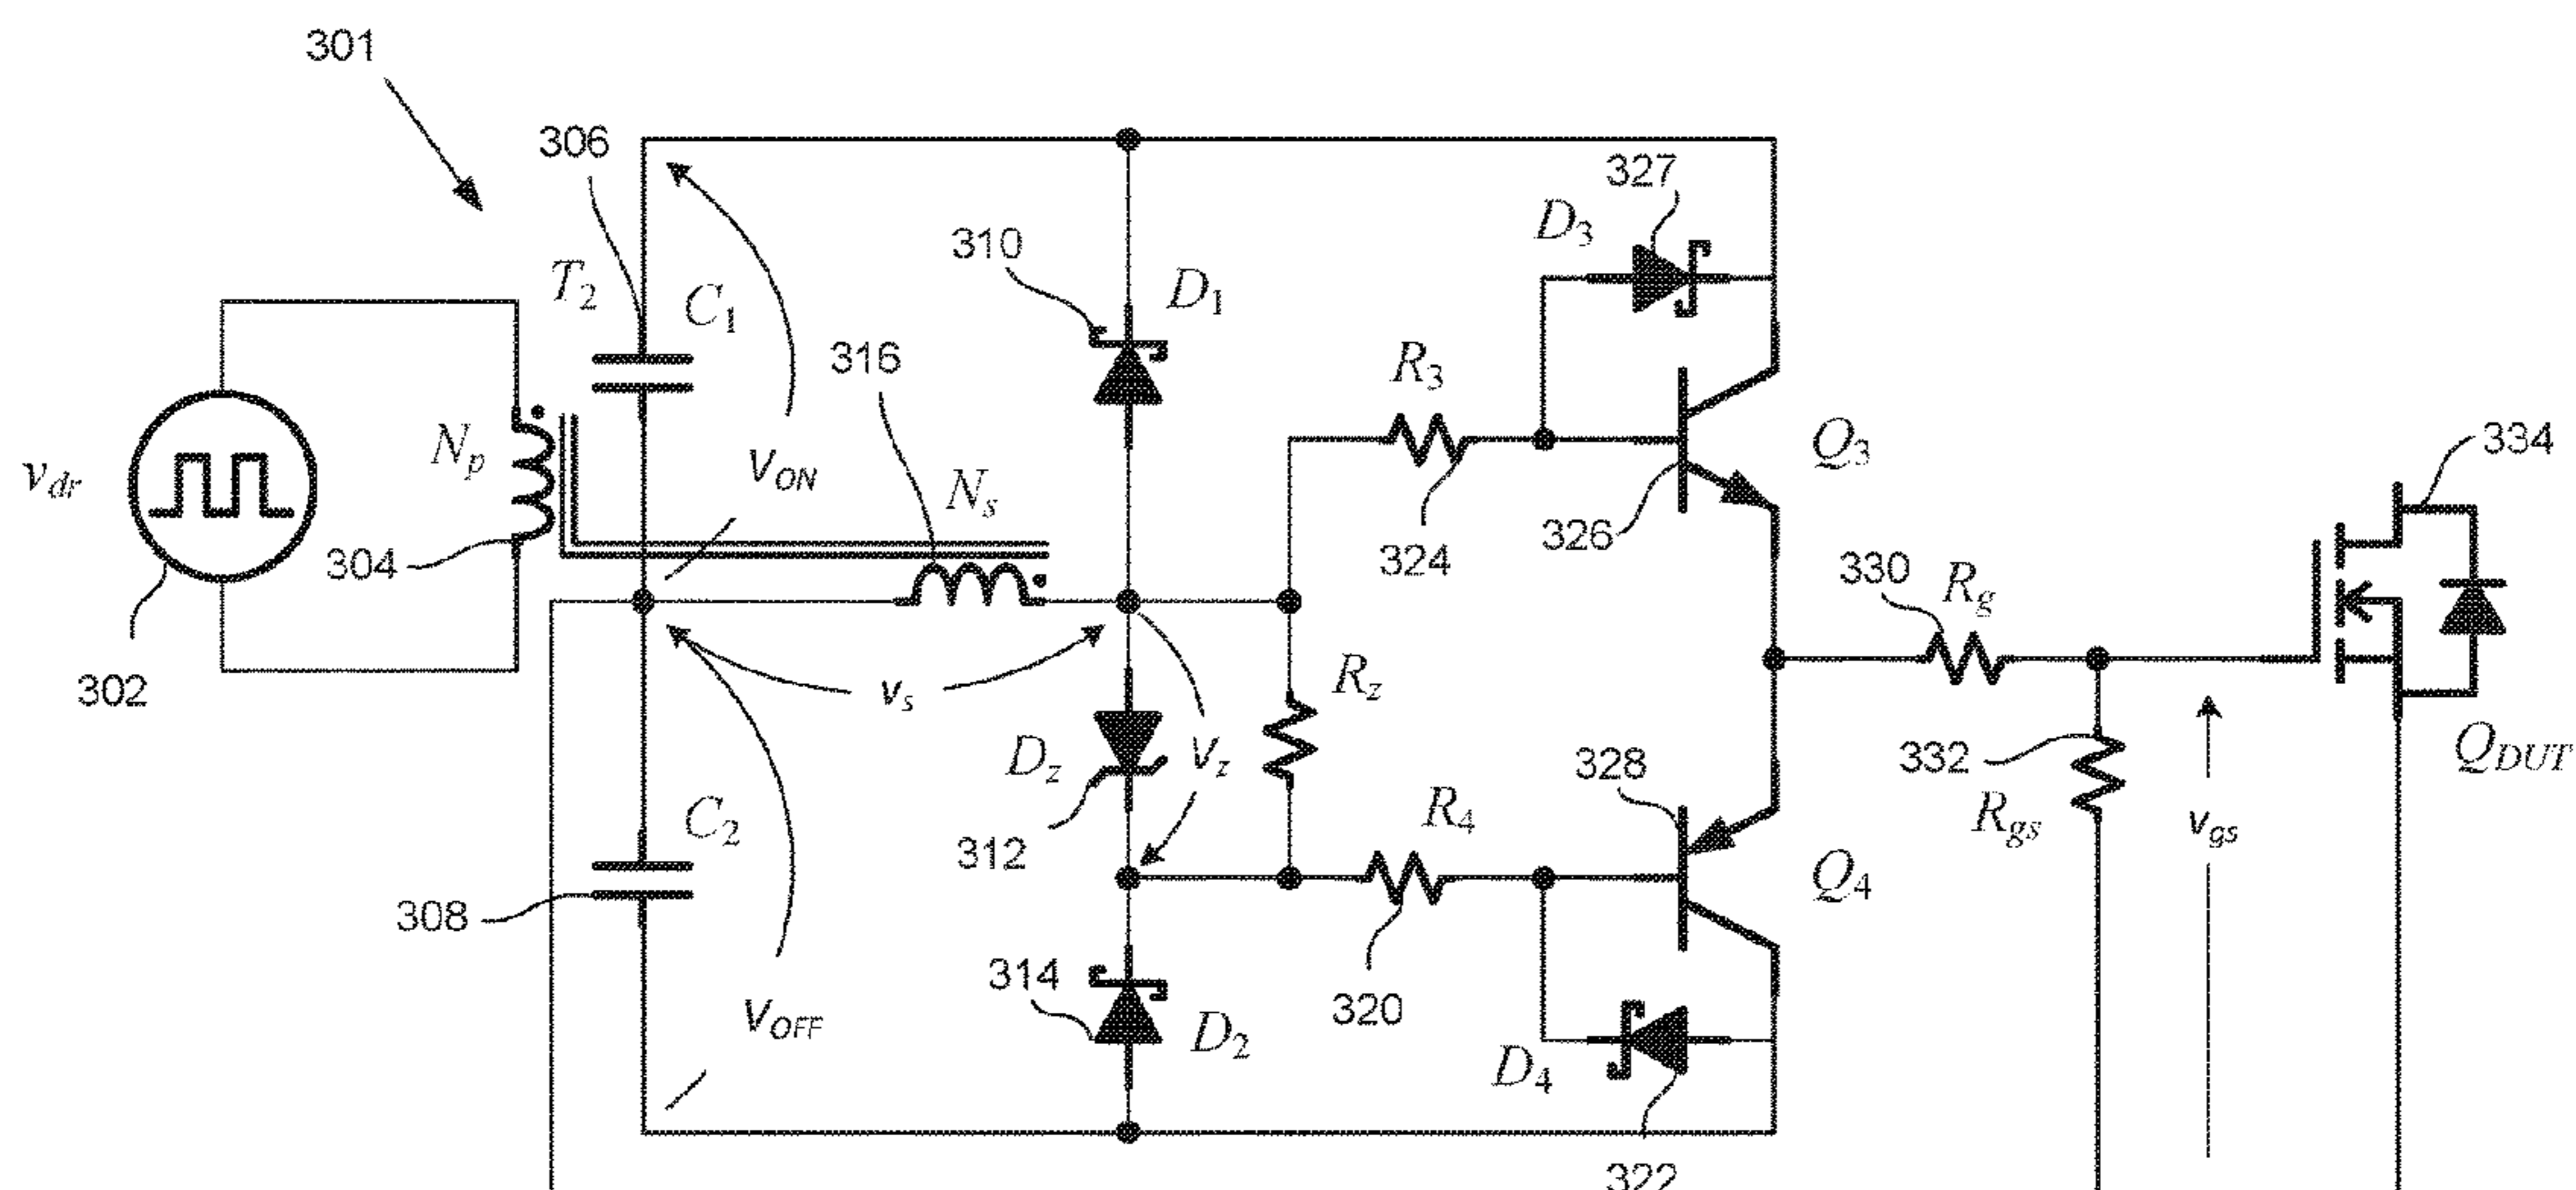 301
306
327
D3
310
T2
C1
D1
316
R3
Np
vdr
VON
Ns
Q3
334
304
324
326
330
Rg
302
vs
Rz
Dz
Vz
328
332
QDUT
C2
R4
Rgs
vgs
312
308
Q4
314
VOFF
320
D2
D4
322